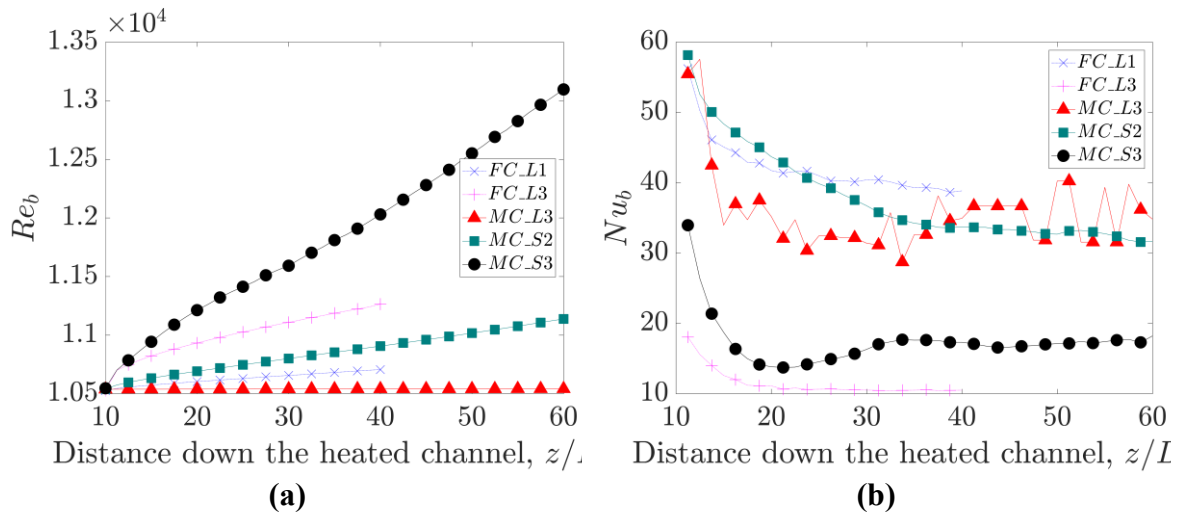 ×10⁴
1.35
1.3
1.25
1.2
1.15
1.1
1.05
10 20 30 40 50 60
Re_b
FC_L1
FC_L3
MC_L3
MC_S2
MC_S3
Distance down the heated channel, z/
(a)
60
50
40
30
20
10
10 20 30 40 50 60
Nu_b
FC_L1
FC_L3
MC_L3
MC_S2
MC_S3
Distance down the heated channel, z/
(b)